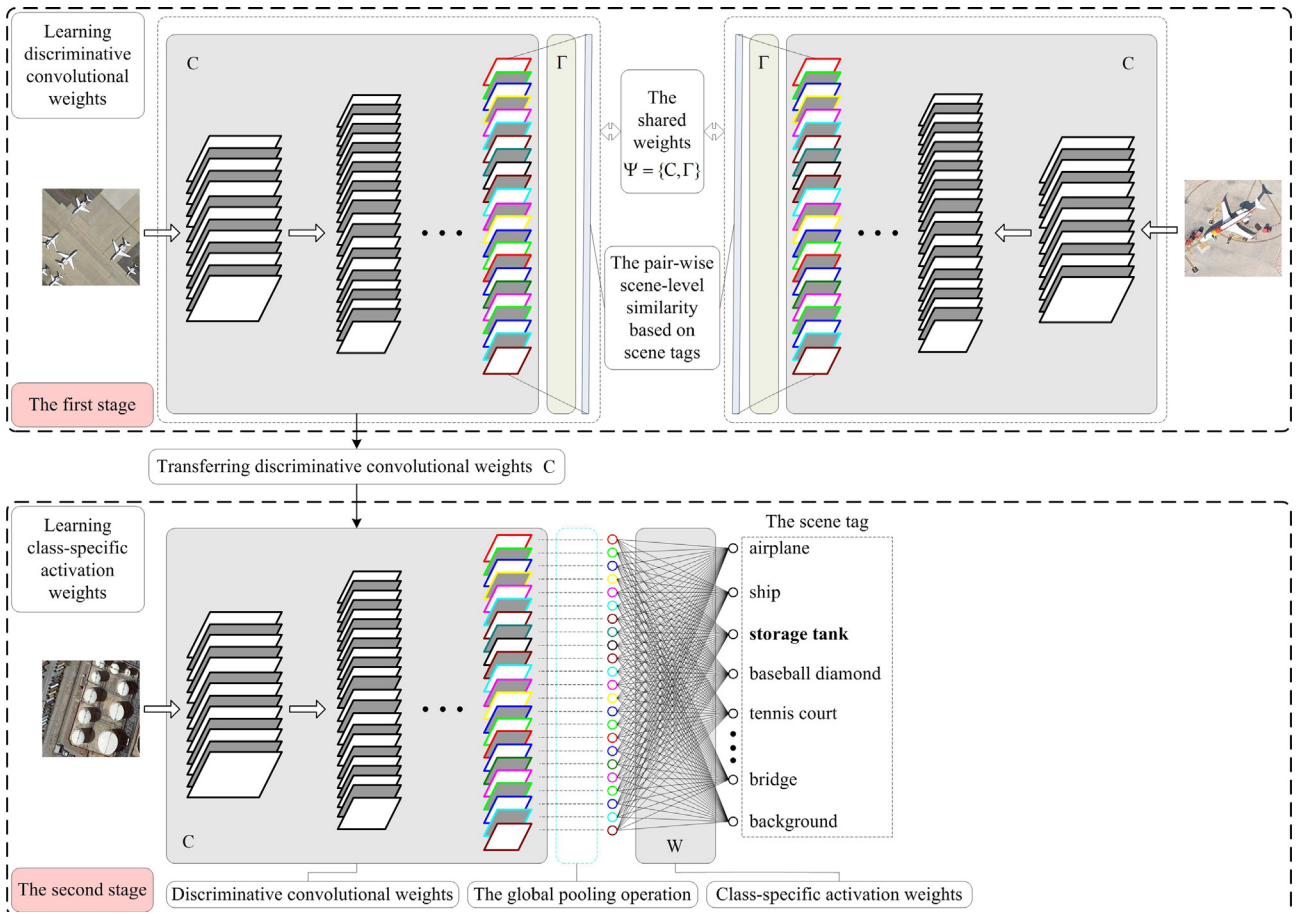 Learning
discriminative
convolutional
weights
C
Γ
The
shared
weights
Ψ = {C,Γ}
Γ
C
The pair-wise
scene-level
similarity
based on
scene tags
The first stage
Transferring discriminative convolutional weights C
Learning
class-specific
activation
weights
The scene tag
airplane
ship
storage tank
baseball diamond
tennis court
bridge
background
C
W
The second stage
Discriminative convolutional weights
The global pooling operation
Class-specific activation weights